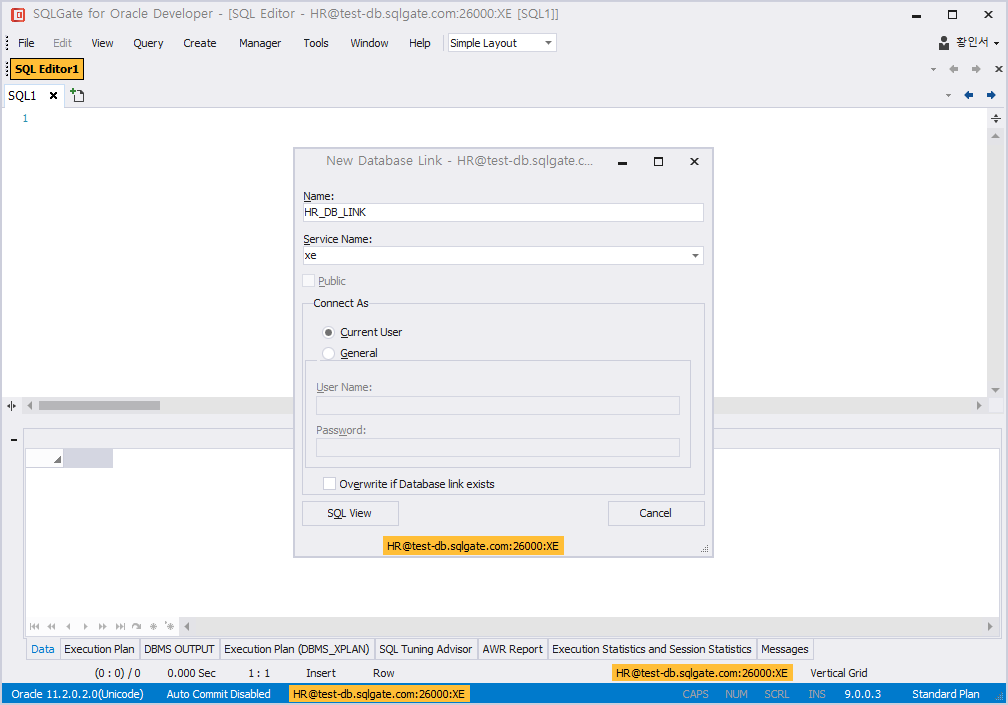 SQLGate for Oracle Developer - [SQL Editor - HR@test-db.sqlgate.com:26000:XE [SQL1]]
File Edit View Query Create Manager Tools Window Help Simple Layout 황인서
SQL Editor1
SQL1
1
New Database Link - HR@test-db.sqlgate.c...
Name:
HR_DB_LINK
Service Name:
xe
Public
Connect As
Current User
General
User Name:
Password:
Overwrite if Database link exists
SQL View Cancel
HR@test-db.sqlgate.com:26000:XE
Data Execution Plan DBMS OUTPUT Execution Plan (DBMS_XPLAN) SQL Tuning Advisor AWR Report Execution Statistics and Session Statistics Messages
(0 : 0) / 0 0.000 Sec 1 : 1 Insert Row HR@test-db.sqlgate.com:26000:XE Vertical Grid
Oracle 11.2.0.2.0(Unicode) Auto Commit Disabled HR@test-db.sqlgate.com:26000:XE CAPS NUM SCRL INS 9.0.0.3 Standard Plan